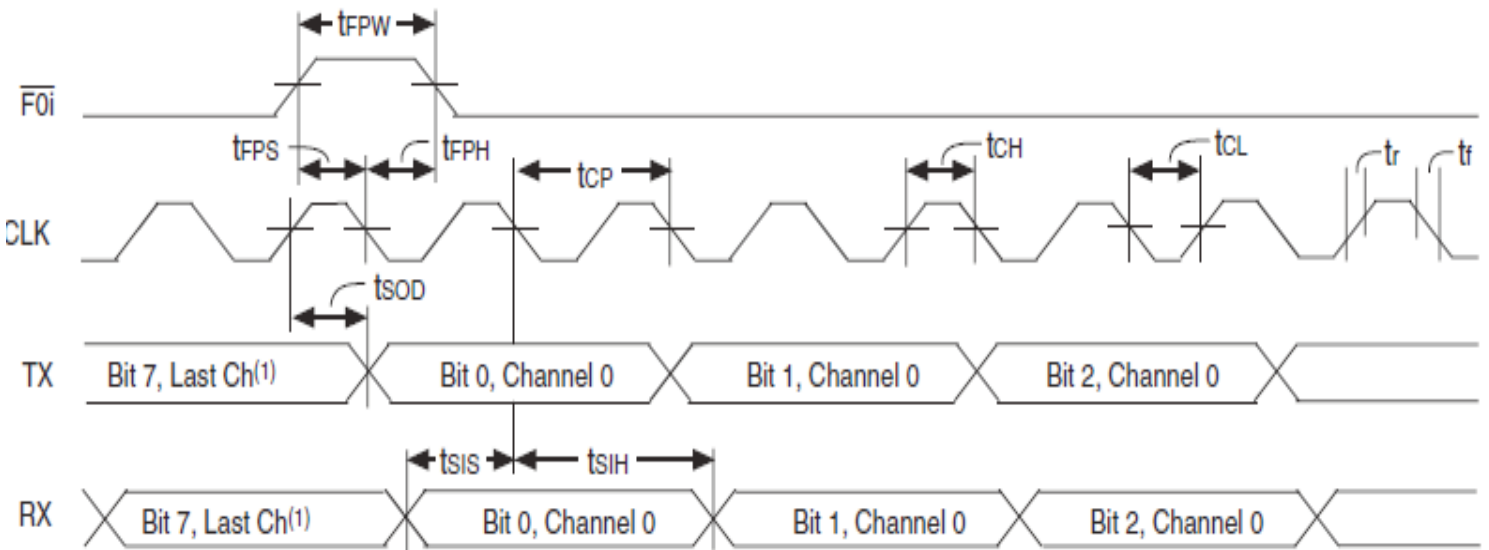 tFPW
F0i
tFPS
tFPH
tCP
tCH
tCL
tr
tf
CLK
tSOD
TX
Bit 7, Last Ch(1)
Bit 0, Channel 0
Bit 1, Channel 0
Bit 2, Channel 0
tSIS
tSIH
RX
Bit 7, Last Ch(1)
Bit 0, Channel 0
Bit 1, Channel 0
Bit 2, Channel 0